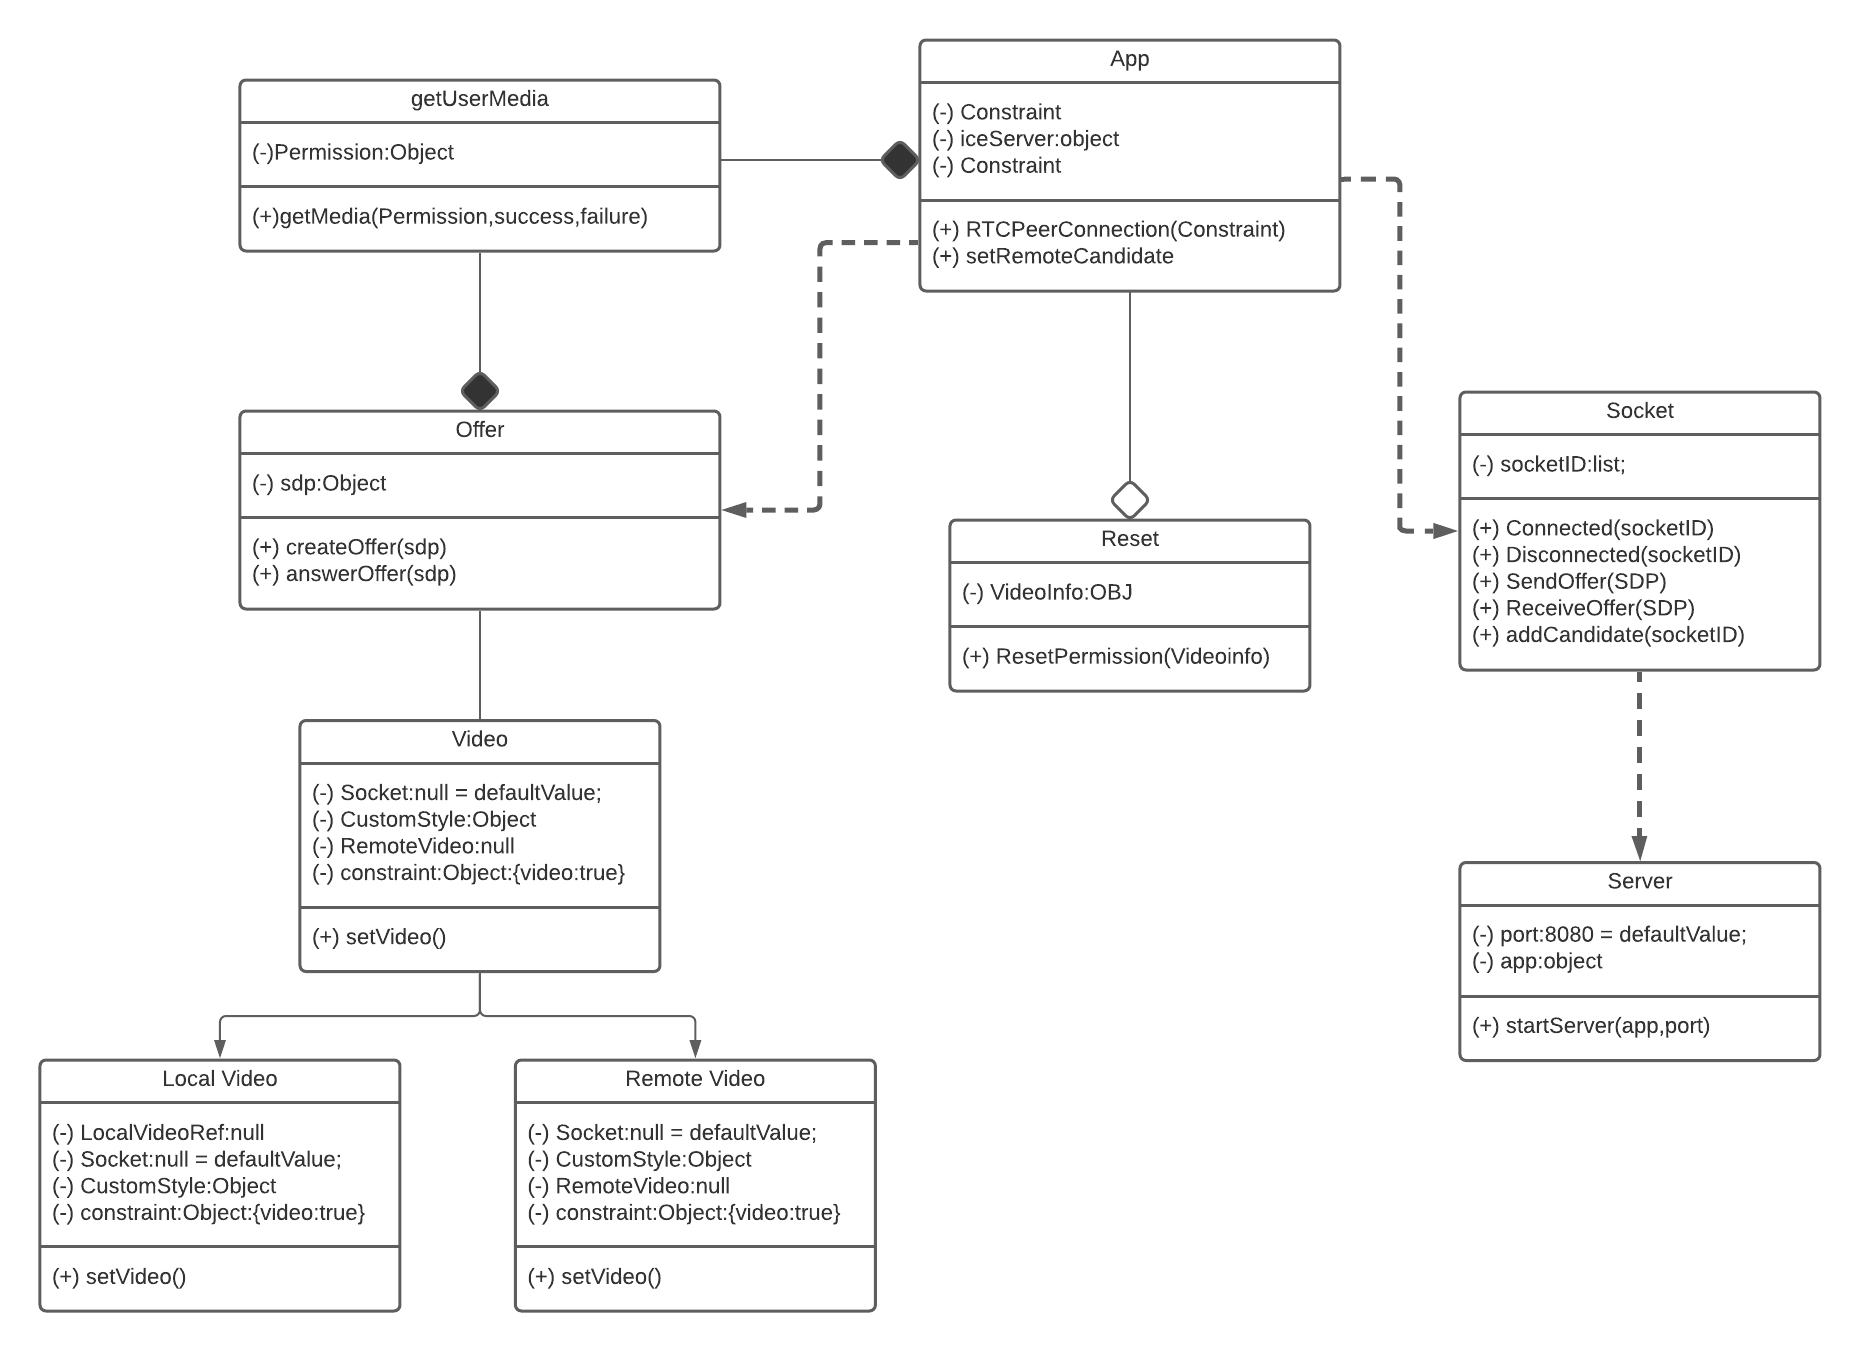 App
(-) Constraint
(-) iceServer:object
(-) Constraint
(+) RTCPeerConnection(Constraint)
(+) setRemoteCandidate
getUserMedia
(-)Permission:Object
(+)getMedia(Permission,success,failure)
Offer
(-) sdp:Object
(+) createOffer(sdp)
(+) answerOffer(sdp)
Socket
(-) socketID:list;
(+) Connected(socketID)
(+) Disconnected(socketID)
(+) SendOffer(SDP)
(+) ReceiveOffer(SDP)
(+) addCandidate(socketID)
Reset
(-) VideoInfo:OBJ
(+) ResetPermission(Videoinfo)
Video
(-) Socket:null = defaultValue;
(-) CustomStyle:Object
(-) RemoteVideo:null
(-) constraint:Object:{video:true}
(+) setVideo()
Server
(-) port:8080 = defaultValue;
(-) app:object
(+) startServer(app,port)
Local Video
(-) LocalVideoRef:null
(-) Socket:null = defaultValue;
(-) CustomStyle:Object
(-) constraint:Object:{video:true}
(+) setVideo()
Remote Video
(-) Socket:null = defaultValue;
(-) CustomStyle:Object
(-) RemoteVideo:null
(-) constraint:Object:{video:true}
(+) setVideo()